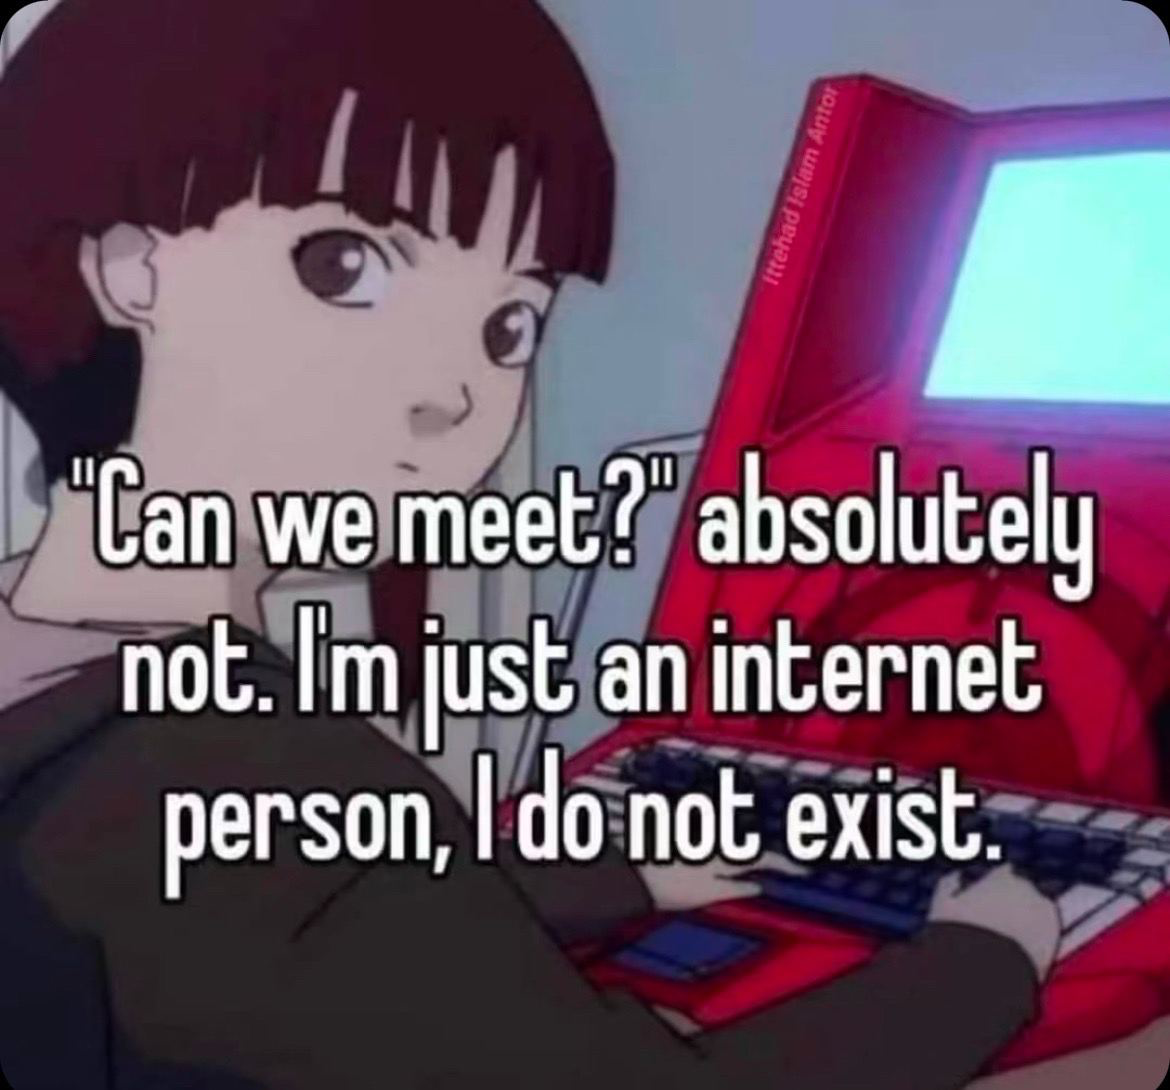 Ittehad Islam Antor
"Can we meet?" absolutely
not. I'm just an internet
person, I do not exist.